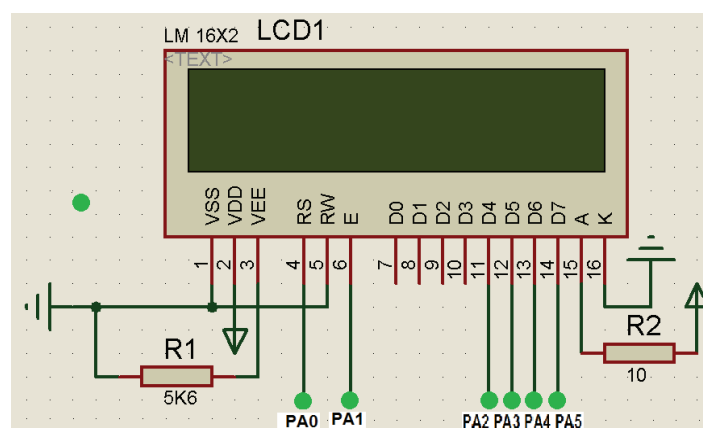 LM 16X2 LCD1
<TEXT>
VSS VDD VEE RS RW E D0 D1 D2 D3 D4 D5 D6 D7 A K
1 2 3 4 5 6 7 8 9 10 11 12 13 14 15 16
R1
5K6
R2
10
PA0 PA1 PA2 PA3 PA4 PA5